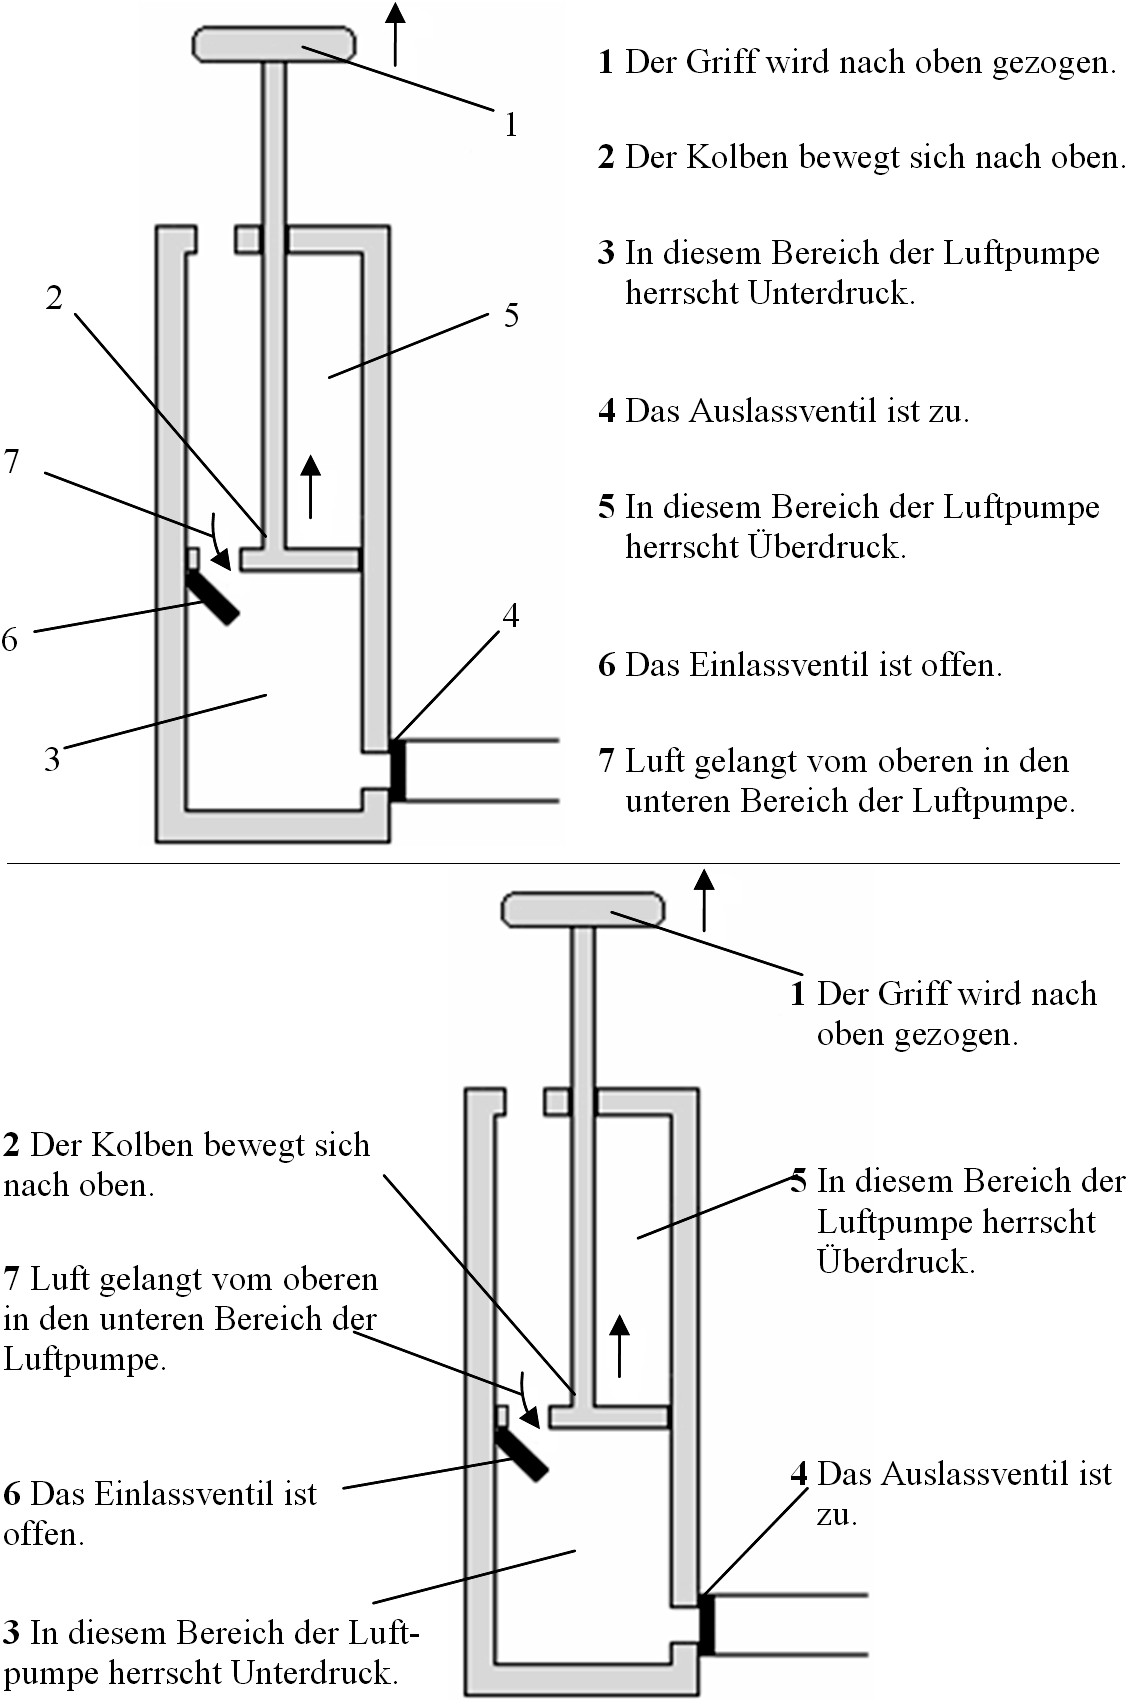 1
2
5
7
4
6
3
1 Der Griff wird nach oben gezogen.
2 Der Kolben bewegt sich nach oben.
3 In diesem Bereich der Luftpumpe
herrscht Unterdruck.
4 Das Auslassventil ist zu.
5 In diesem Bereich der Luftpumpe
herrscht Überdruck.
6 Das Einlassventil ist offen.
7 Luft gelangt vom oberen in den
unteren Bereich der Luftpumpe.
1 Der Griff wird nach
oben gezogen.
2 Der Kolben bewegt sich
nach oben.
5 In diesem Bereich der
Luftpumpe herrscht
Überdruck.
7 Luft gelangt vom oberen
in den unteren Bereich der
Luftpumpe.
4 Das Auslassventil ist
zu.
6 Das Einlassventil ist
offen.
3 In diesem Bereich der Luft-
pumpe herrscht Unterdruck.